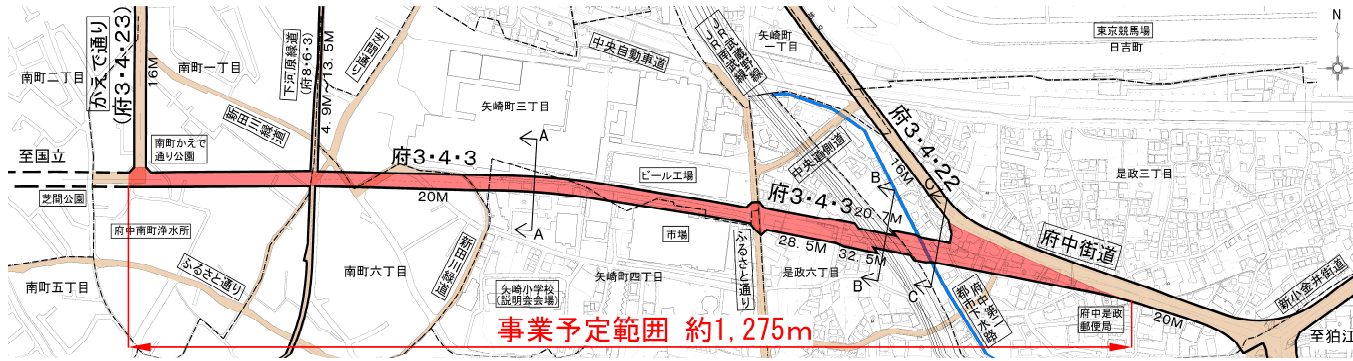 かえで通り
(府3・4・23)
16M
南町二丁目
南町一丁目
下河原緑道
(府8・6・3)
4.9M～13.5M
芝間通り
新田川緑道
南町かえで
通り公園
至国立
芝間公園
府中南町浄水所
ふるさと通り
南町五丁目
南町六丁目
府3・4・3
20M
新田川緑道
矢崎町三丁目
A
A
ビール工場
市場
矢崎小学校
(説明会会場)
矢崎町四丁目
中央自動車道
JR武蔵野線
JR南武線
矢崎町
一丁目
中央道側道
府3・4・3
20.7M
28.5M
32.5M
ふるさと通り
是政六丁目
B
B
C
C
16M
府3・4・22
府中第一
都市下水路
東京競馬場
日吉町
N
是政三丁目
府中街道
府中是政
郵便局
20M
新小金井街道
至狛江
事業予定範囲 約1,275m